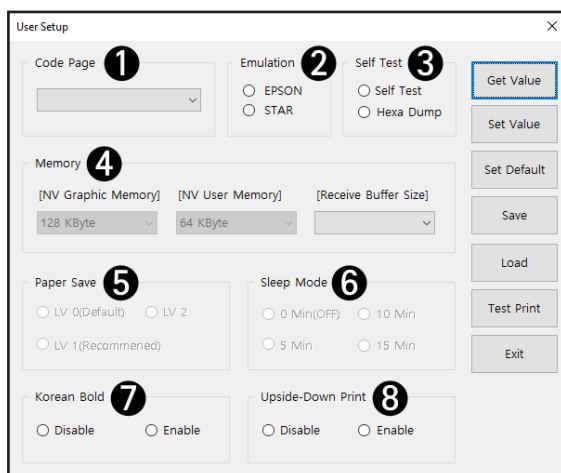 User Setup
Code Page 1
Emulation 2
EPSON
STAR
Self Test 3
Self Test
Hexa Dump
Get Value
Set Value
Set Default
Save
Load
Test Print
Exit
Memory 4
[NV Graphic Memory] [NV User Memory] [Receive Buffer Size]
128 KByte 64 KByte
Paper Save 5
LV 0(Default) LV 2
LV 1(Recommened)
Sleep Mode 6
0 Min(OFF) 10 Min
5 Min 15 Min
Korean Bold 7
Disable Enable
Upside-Down Print 8
Disable Enable